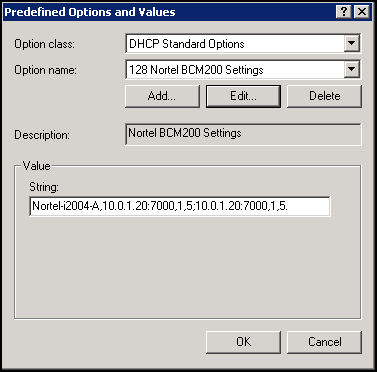 Predefined Options and Values
Option class: DHCP Standard Options
Option name: 128 Nortel BCM200 Settings
Add... Edit... Delete
Description: Nortel BCM200 Settings
Value
String:
Nortel-i2004-A,10.0.1.20:7000,1,5;10.0.1.20:7000,1,5.
OK Cancel